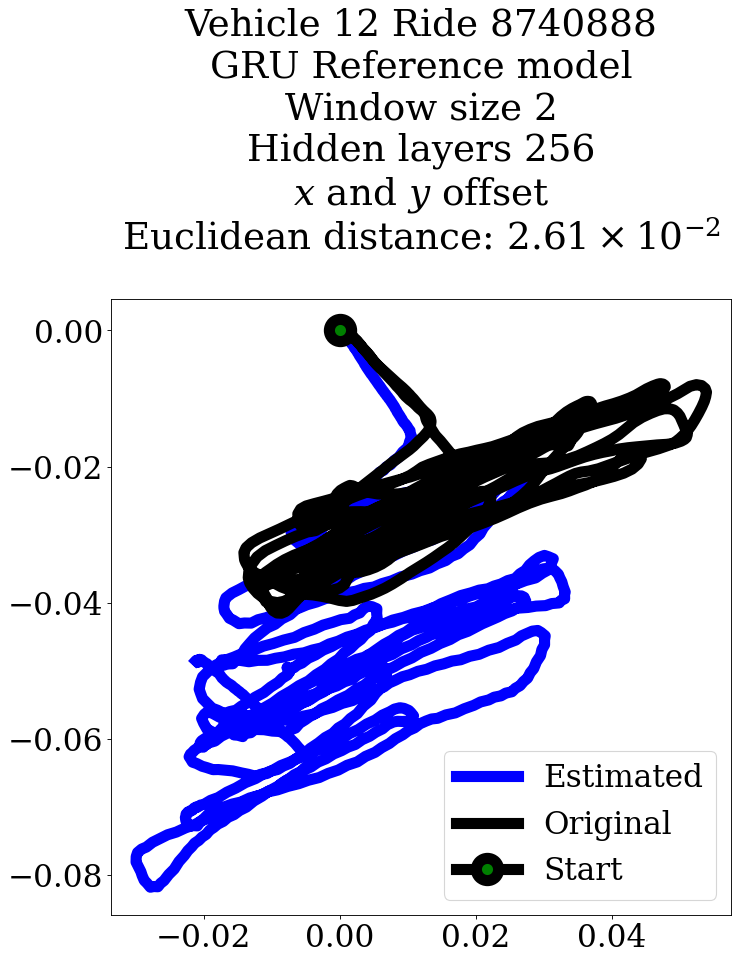 Vehicle 12 Ride 8740888
GRU Reference model
Window size 2
Hidden layers 256
x and y offset
Euclidean distance: 2.61 × 10⁻²
0.00
−0.02
−0.04
−0.06
−0.08
Estimated
Original
Start
−0.02 0.00 0.02 0.04